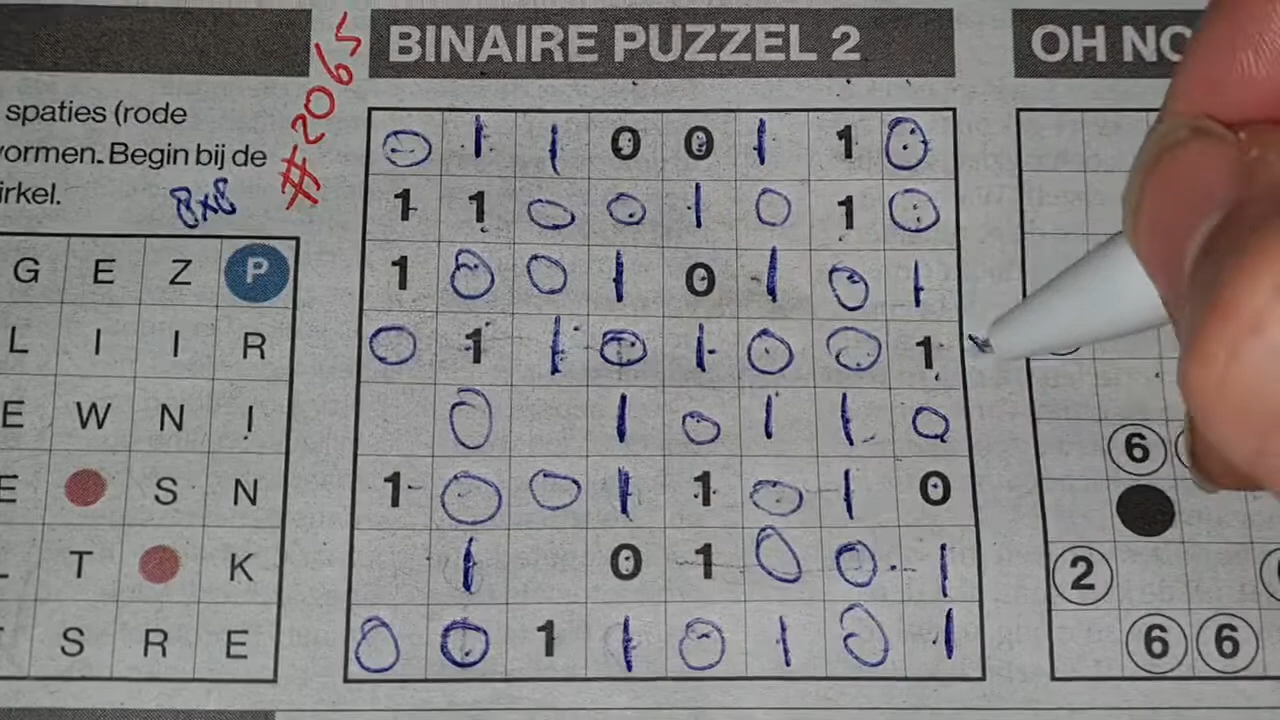 #2065
BINAIRE PUZZEL 2
OH NO
spaties (rode
vormen. Begin bij de
irkel.
8x8
G E Z P
L I I R
E W N I
E S N
T K
S R E
0 1 1 0 0 1 1 0
1 1 0 0 1 0 1 0
1 0 0 1 0 1 0 1
0 1 1 0 1 0 0 1
0 1 0 1 1 0
1 0 0 1 1 0 1 0
1 0 1 0 0 1
0 0 1 1 0 1 0 1
6
2
6 6